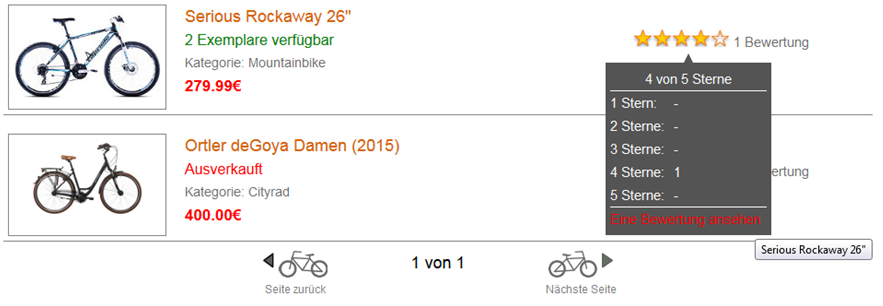 Serious Rockaway 26"
2 Exemplare verfügbar
Kategorie: Mountainbike
279.99€
1 Bewertung
4 von 5 Sterne
1 Stern: -
2 Sterne: -
3 Sterne: -
4 Sterne: 1
5 Sterne: -
Eine Bewertung ansehen
Ortler deGoya Damen (2015)
Ausverkauft
Kategorie: Cityrad
400.00€
ertung
Serious Rockaway 26"
1 von 1
Seite zurück
Nächste Seite